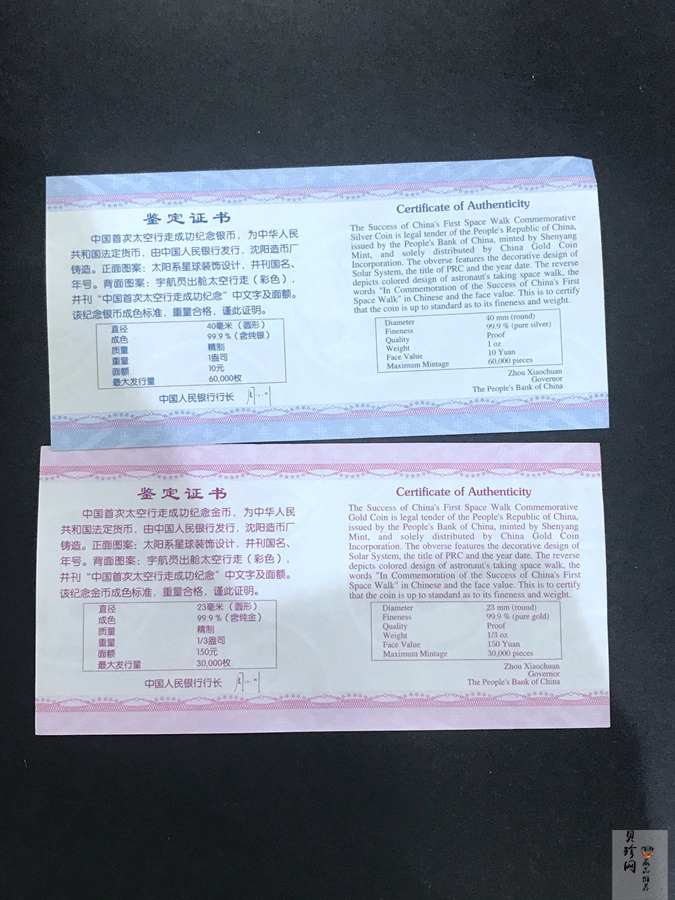 鉴定证书
中国首次太空行走成功纪念银币，为中华人民
共和国法定货币，由中国人民银行发行，沈阳造币厂
铸造。正面图案：太阳系星球装饰设计，并刊国名、
年号。背面图案：宇航员出舱太空行走（彩色），
并刊“中国首次太空行走成功纪念”中文字及面额。
该纪念银币成色标准，重量合格，谨此证明。
直径 40毫米（圆形）
成色 99.9％（含纯银）
质量 精制
重量 1盎司
面额 10元
最大发行量 60,000枚
中国人民银行行长
Certificate of Authenticity
The Success of China's First Space Walk Commemorative
Silver Coin is legal tender of the People's Republic of China,
issued by the People's Bank of China, minted by Shenyang
Mint, and solely distributed by China Gold Coin
Incorporation. The obverse features the decorative design of
Solar System, the title of PRC and the year date. The reverse
depicts colored design of astronaut's taking space walk, the
words "In Commemoration of the Success of China's First
Space Walk" in Chinese and the face value. This is to certify
that the coin is up to standard as to its fineness and weight.
Diameter 40 mm (round)
Fineness 99.9 % (pure silver)
Quality Proof
Weight 1 oz
Face Value 10 Yuan
Maximum Mintage 60,000 pieces
Zhou Xiaochuan
Governor
The People's Bank of China
鉴定证书
中国首次太空行走成功纪念金币，为中华人民
共和国法定货币，由中国人民银行发行，沈阳造币厂
铸造。正面图案：太阳系星球装饰设计，并刊国名、
年号。背面图案：宇航员出舱太空行走（彩色），
并刊“中国首次太空行走成功纪念”中文字及面额。
该纪念金币成色标准，重量合格，谨此证明。
直径 23毫米（圆形）
成色 99.9％（含纯金）
质量 精制
重量 1/3盎司
面额 150元
最大发行量 30,000枚
中国人民银行行长
Certificate of Authenticity
The Success of China's First Space Walk Commemorative
Gold Coin is legal tender of the People's Republic of China,
issued by the People's Bank of China, minted by Shenyang
Mint, and solely distributed by China Gold Coin
Incorporation. The obverse features the decorative design of
Solar System, the title of PRC and the year date. The reverse
depicts colored design of astronaut's taking space walk, the
words "In Commemoration of the Success of China's First
Space Walk" in Chinese and the face value. This is to certify
that the coin is up to standard as to its fineness and weight.
Diameter 23 mm (round)
Fineness 99.9 % (pure gold)
Quality Proof
Weight 1/3 oz
Face Value 150 Yuan
Maximum Mintage 30,000 pieces
Zhou Xiaochuan
Governor
The People's Bank of China